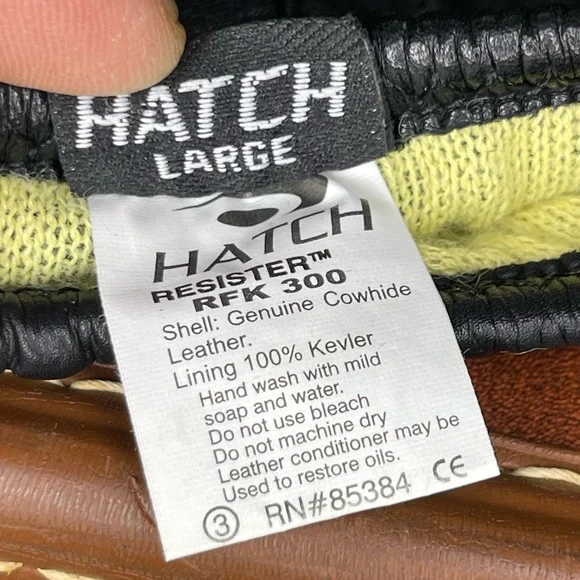 HATCH
LARGE
HATCH
RESISTER™
RFK 300
Shell: Genuine Cowhide
Leather.
Lining 100% Kevler
Hand wash with mild
soap and water.
Do not use bleach
Do not machine dry
Leather conditioner may be
Used to restore oils.
3 RN#85384 CE